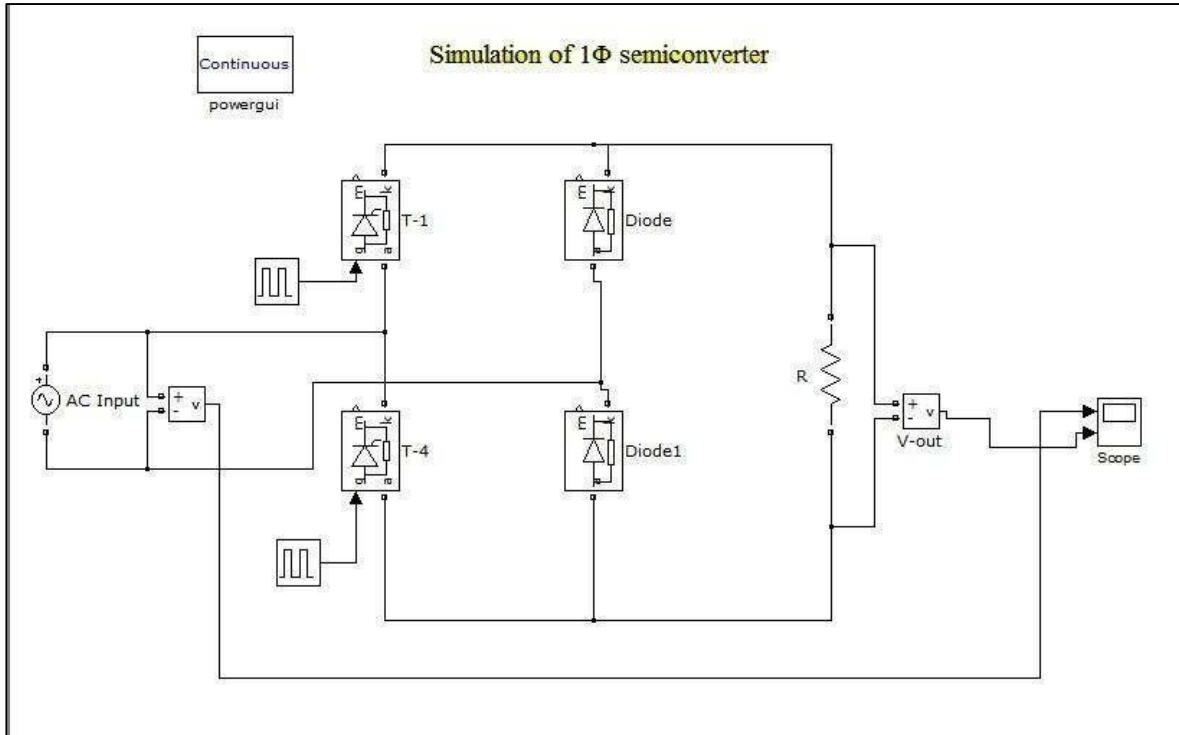 Simulation of 1Φ semiconverter
Continuous
powergui
m k
g a
T-1
m k
a
Diode
+
AC Input
+
-
v
R
+
-
v
V-out
Scope
m k
g a
T-4
m k
a
Diode1